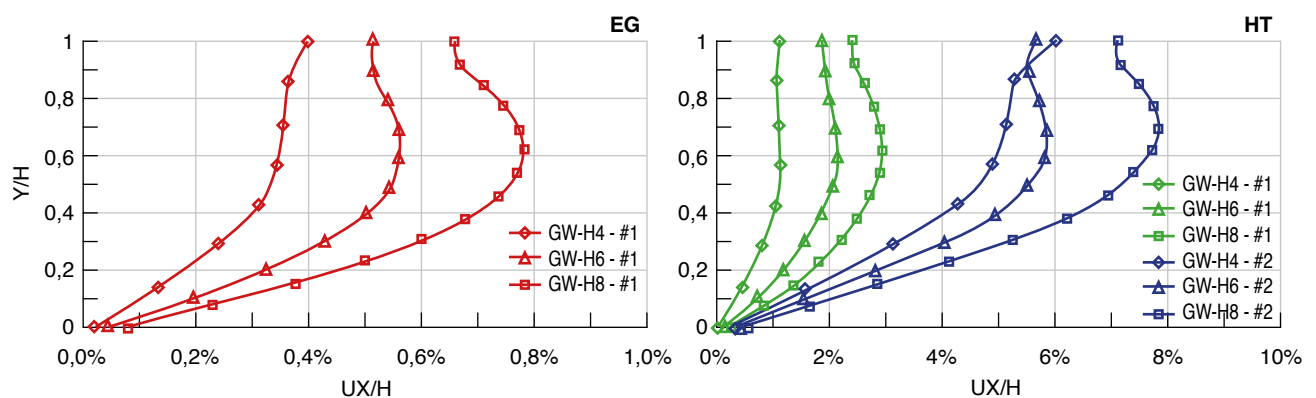 EG
Y/H
1
0,8
0,6
0,4
0,2
0
0,0% 0,2% 0,4% 0,6% 0,8% 1,0%
UX/H
GW-H4 - #1
GW-H6 - #1
GW-H8 - #1
HT
1
0,8
0,6
0,4
0,2
0
0% 2% 4% 6% 8% 10%
UX/H
GW-H4 - #1
GW-H6 - #1
GW-H8 - #1
GW-H4 - #2
GW-H6 - #2
GW-H8 - #2